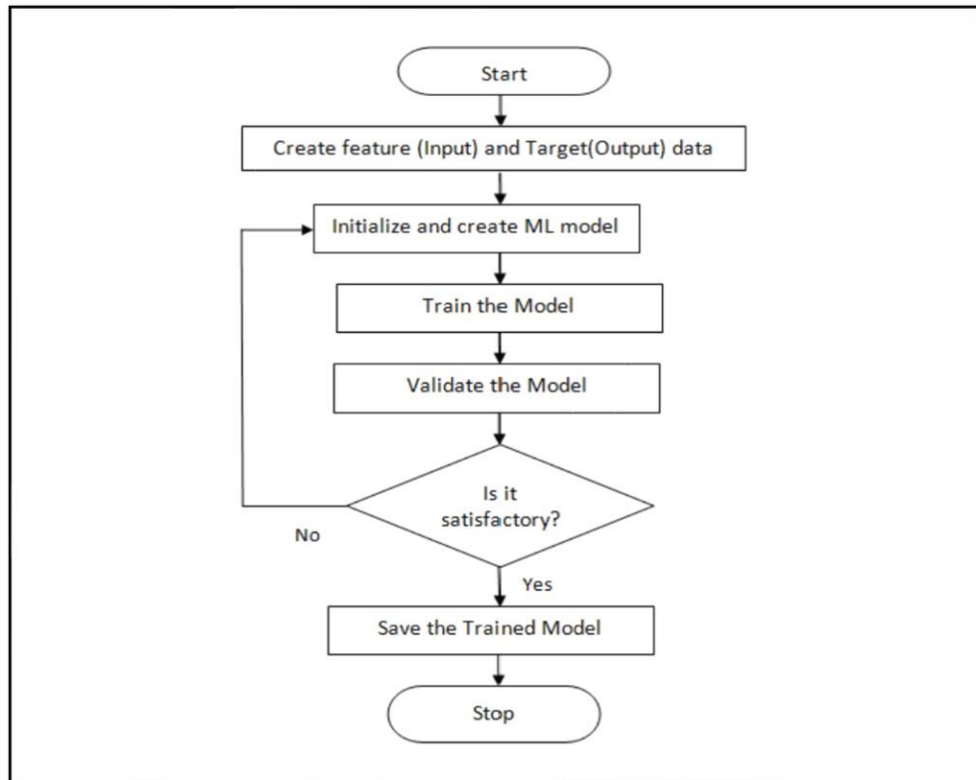 Start
Create feature (Input) and Target(Output) data
Initialize and create ML model
Train the Model
Validate the Model
Is it
satisfactory?
No
Yes
Save the Trained Model
Stop